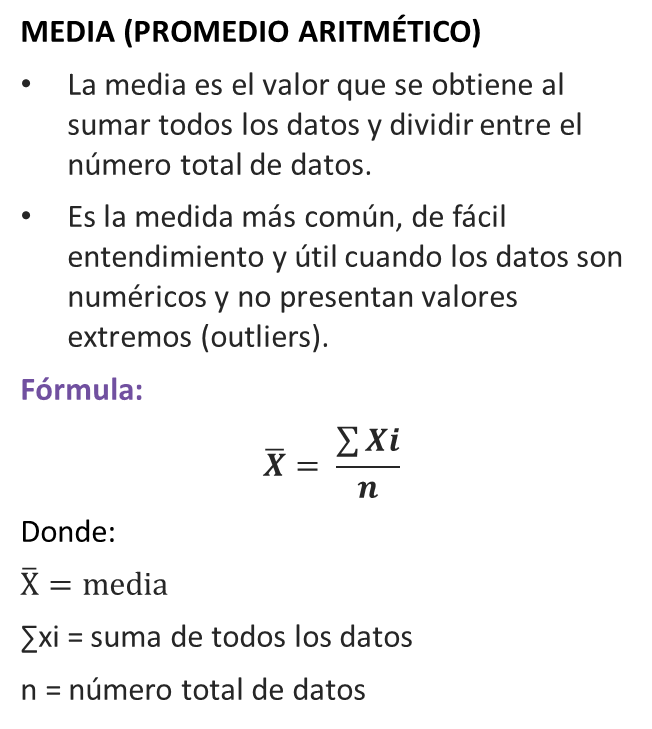 MEDIA (PROMEDIO ARITMÉTICO)
• La media es el valor que se obtiene al
sumar todos los datos y dividir entre el
número total de datos.
• Es la medida más común, de fácil
entendimiento y útil cuando los datos son
numéricos y no presentan valores
extremos (outliers).
Fórmula:
X̅ = ∑ Xi / n
Donde:
X̅ = media
∑xi = suma de todos los datos
n = número total de datos